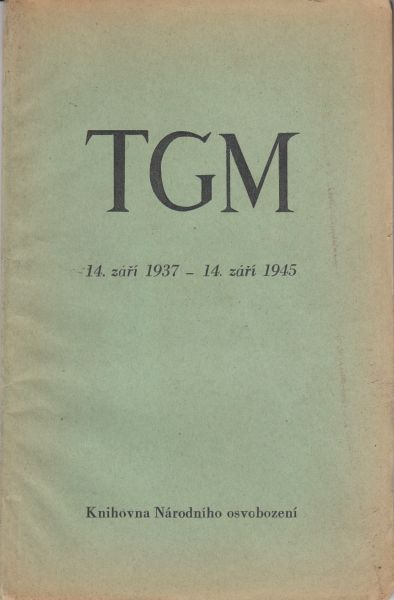 TGM
14. září 1937 – 14. září 1945
Knihovna Národního osvobození